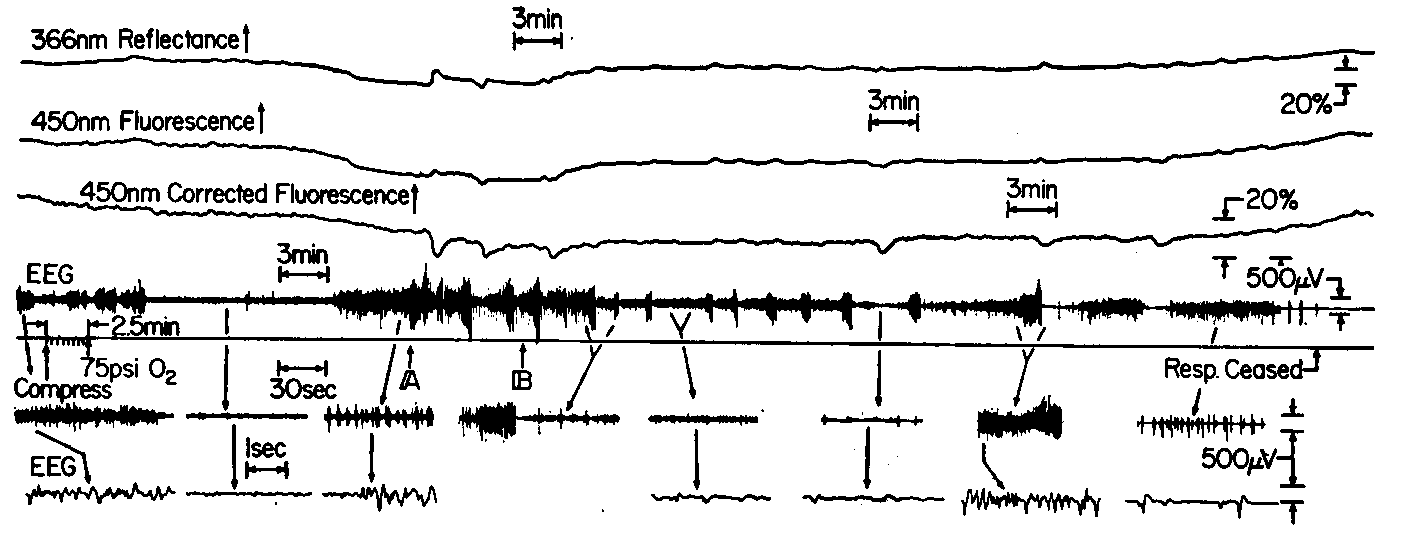 3min
366nm Reflectance
20%
3min
450nm Fluorescence
450nm Corrected Fluorescence
3min
20%
3min
EEG
500μV
2.5min
75psi O2
Compress
30sec
A
B
Resp. Ceased
1sec
EEG
500μV